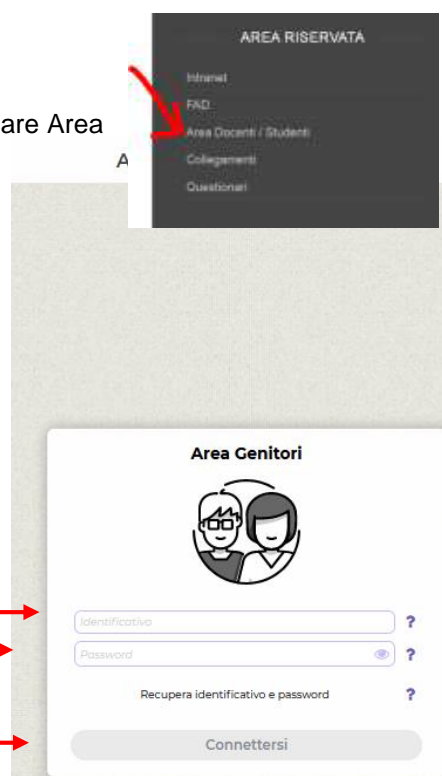 AREA RISERVATA
Intranet
FAD
Area Docenti / Studenti
Collegamenti
Questionari
are Area
A
Area Genitori
Identificativo
?
Password
?
Recupera identificativo e password
?
Connettersi